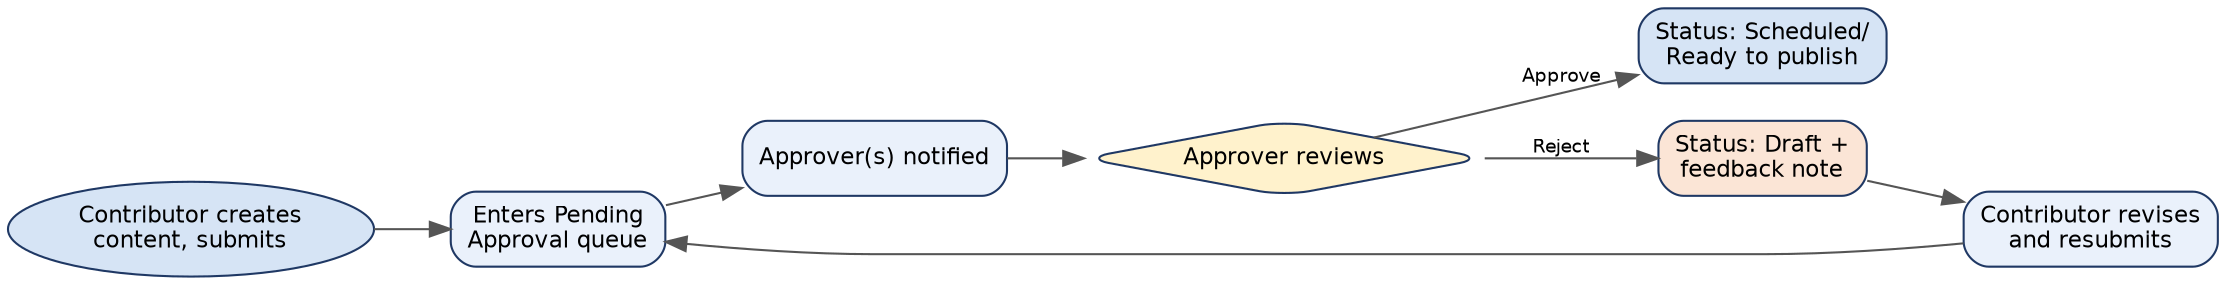 Contributor creates
content, submits
Enters Pending
Approval queue
Approver(s) notified
Approver reviews
Approve
Status: Scheduled/
Ready to publish
Reject
Status: Draft +
feedback note
Contributor revises
and resubmits